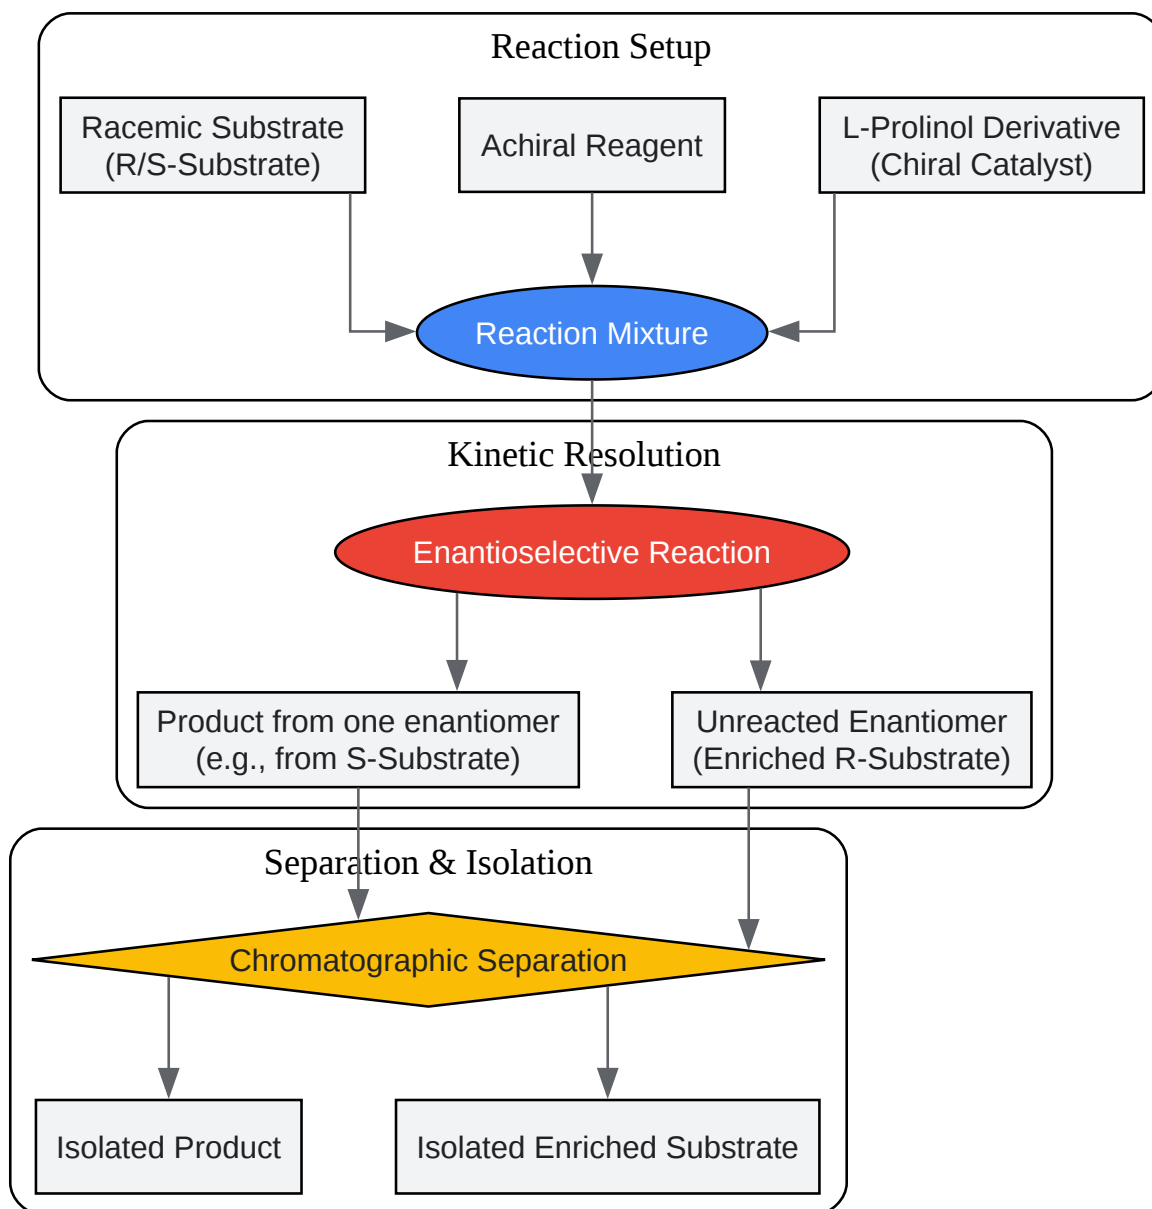 Reaction Setup
Racemic Substrate
(R/S-Substrate)
Achiral Reagent
L-Prolinol Derivative
(Chiral Catalyst)
Reaction Mixture
Kinetic Resolution
Enantioselective Reaction
Product from one enantiomer
(e.g., from S-Substrate)
Unreacted Enantiomer
(Enriched R-Substrate)
Separation & Isolation
Chromatographic Separation
Isolated Product
Isolated Enriched Substrate